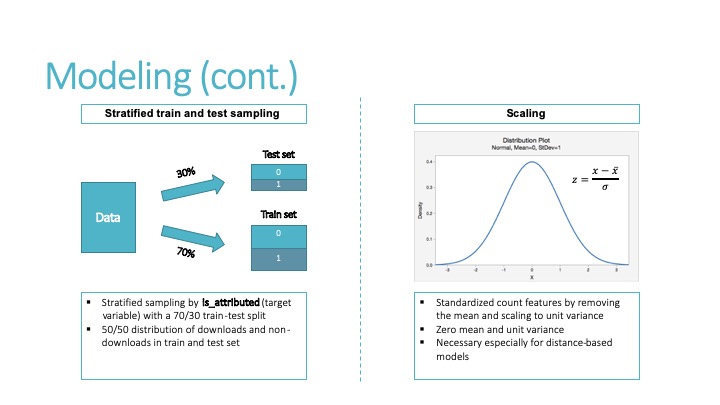 Modeling (cont.)
Stratified train and test sampling
Data
30%
70%
Test set
0
1
Train set
0
1
▪ Stratified sampling by is_attributed (target
variable) with a 70/30 train-test split
▪ 50/50 distribution of downloads and non-
downloads in train and test set
Scaling
Distribution Plot
Normal, Mean=0, StDev=1
z = (x − x̄) / σ
Density
0.4
0.3
0.2
0.1
0.0
-3 -2 -1 0 1 2 3
X
▪ Standardized count features by removing
the mean and scaling to unit variance
▪ Zero mean and unit variance
▪ Necessary especially for distance-based
models